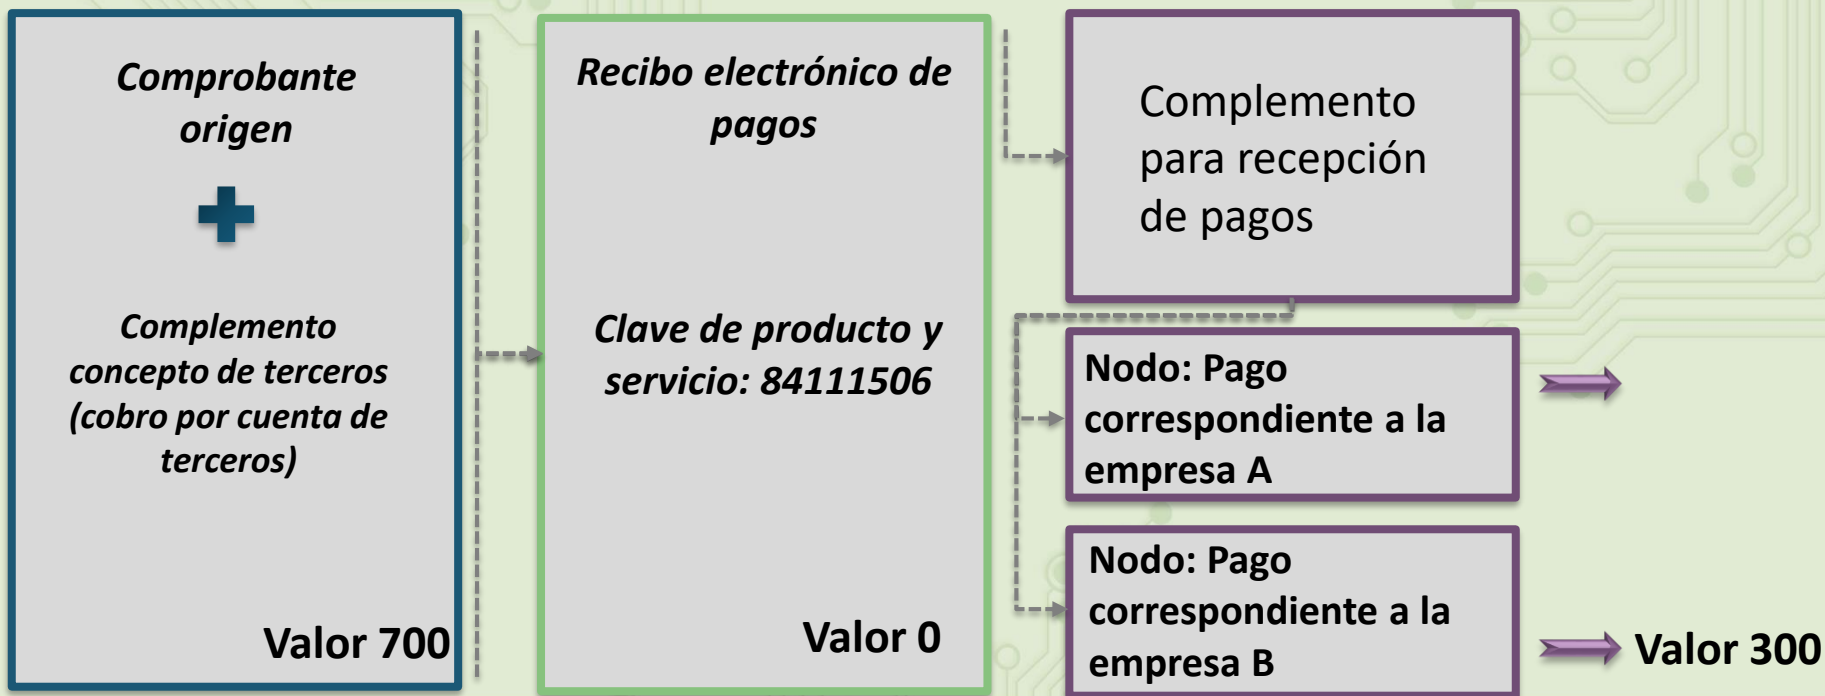 Comprobante
origen
Complemento
concepto de terceros
(cobro por cuenta de
terceros)
Valor 700
Recibo electrónico de
pagos
Clave de producto y
servicio: 84111506
Valor 0
Complemento
para recepción
de pagos
Nodo: Pago
correspondiente a la
empresa A
Nodo: Pago
correspondiente a la
empresa B
Valor 300